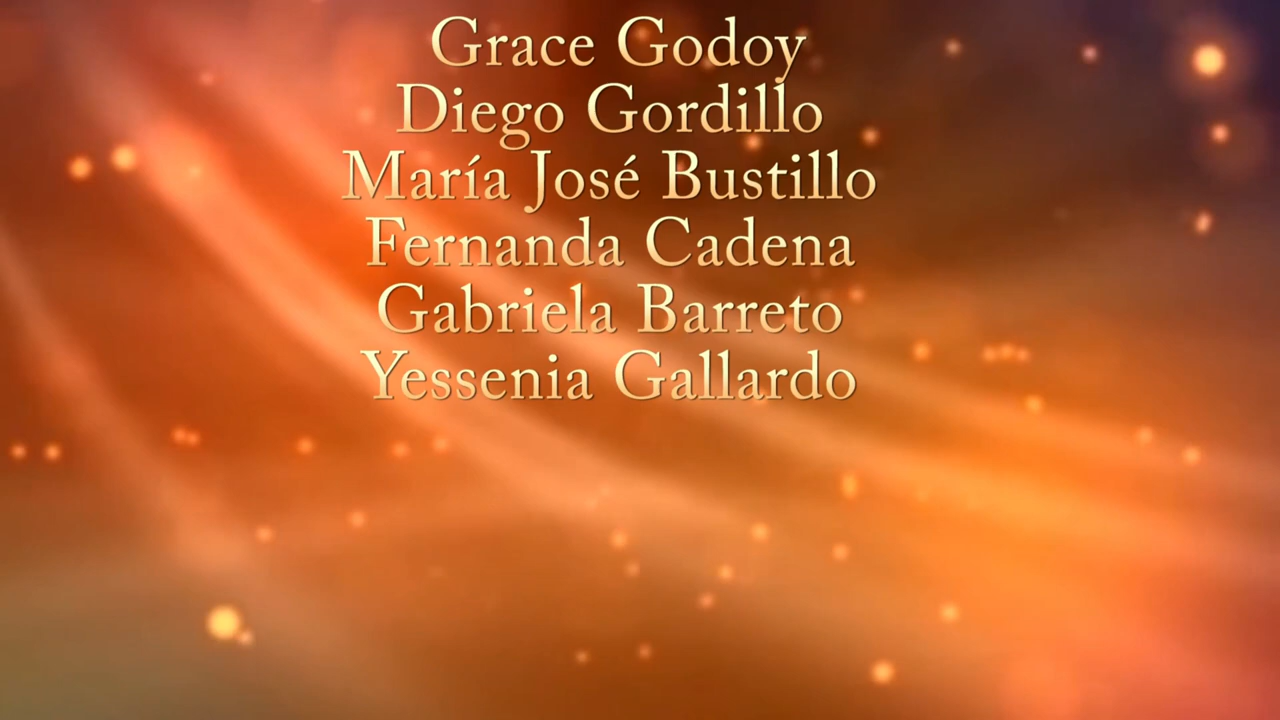 Grace Godoy
Diego Gordillo
María José Bustillo
Fernanda Cadena
Gabriela Barreto
Yessenia Gallardo